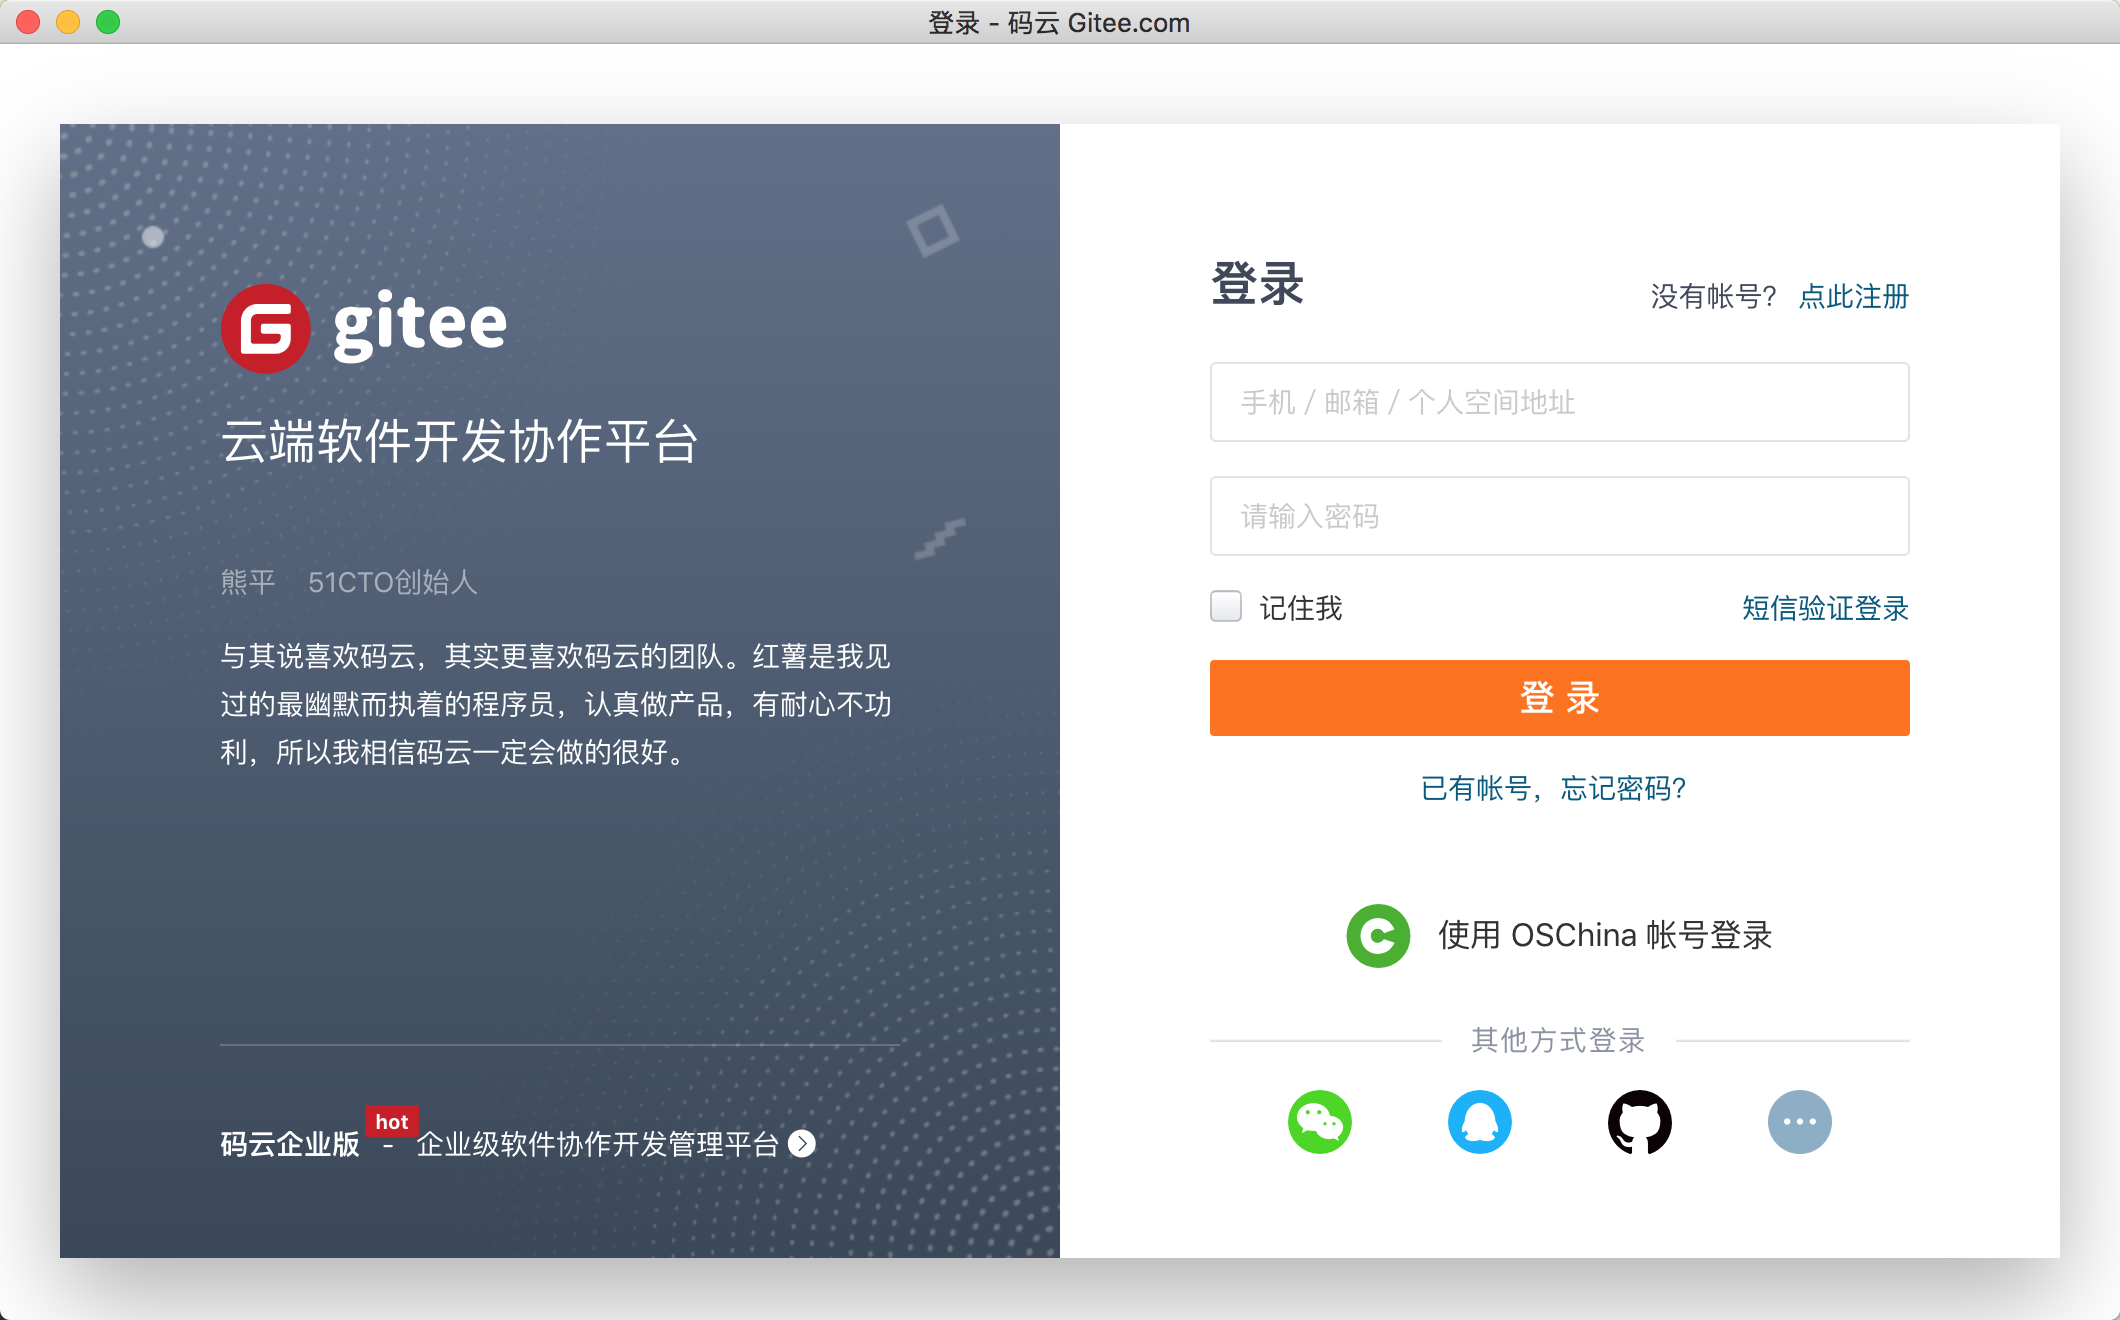 登录 - 码云 Gitee.com
gitee
云端软件开发协作平台
熊平 51CTO创始人
与其说喜欢码云，其实更喜欢码云的团队。红薯是我见
过的最幽默而执着的程序员，认真做产品，有耐心不功
利，所以我相信码云一定会做的很好。
码云企业版 hot - 企业级软件协作开发管理平台
登录
没有帐号? 点此注册
手机 / 邮箱 / 个人空间地址
请输入密码
记住我 短信验证登录
登 录
已有帐号，忘记密码?
使用 OSChina 帐号登录
其他方式登录